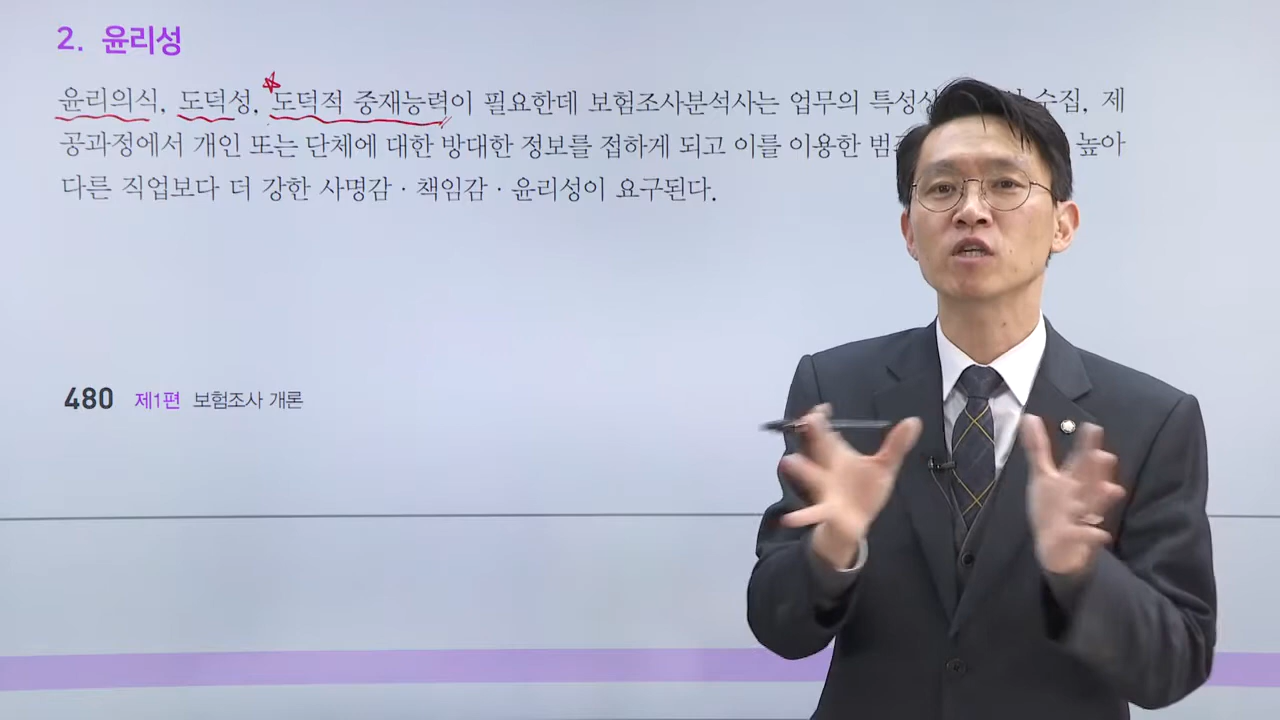 2. 윤리성
윤리의식, 도덕성, 도덕적 중재능력이 필요한데 보험조사분석사는 업무의 특성상 수집, 제
공과정에서 개인 또는 단체에 대한 방대한 정보를 접하게 되고 이를 이용한 높아
다른 직업보다 더 강한 사명감 · 책임감 · 윤리성이 요구된다.
480 제1편 보험조사 개론